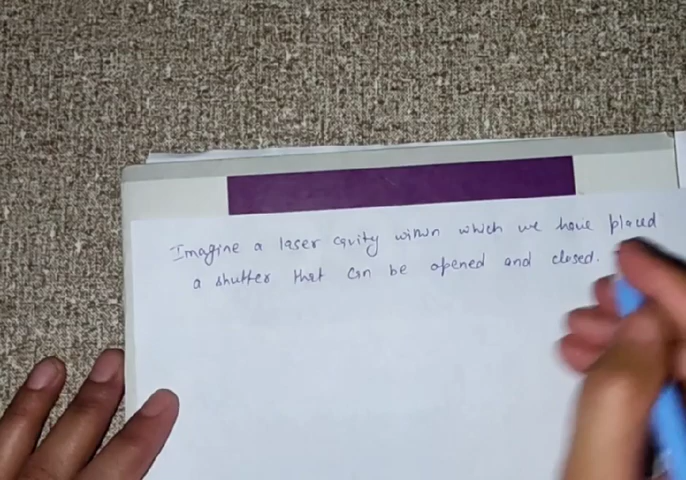 Imagine a laser cavity within which we have placed
a shutter that can be opened and closed.